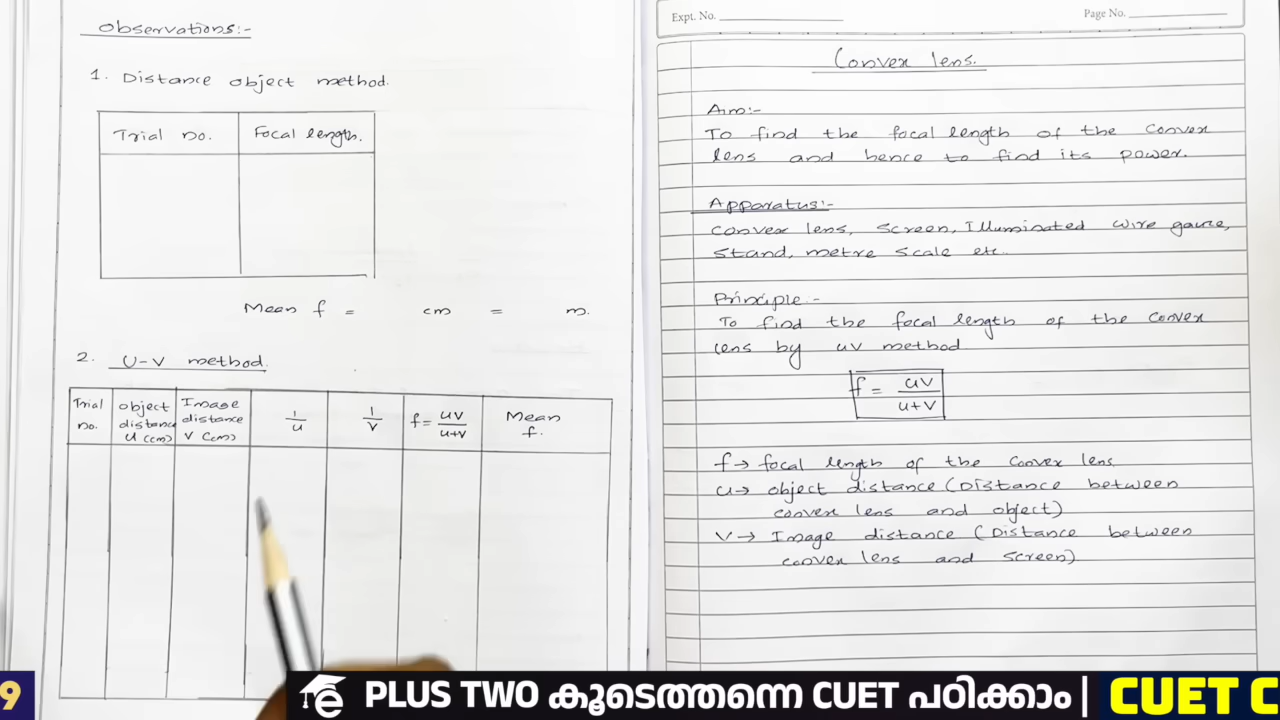 Observations:-
1. Distance object method.
Trial no.
Focal length.
Mean f = cm = m.
2. U-V method.
Trial no.
object distance u (cm)
Image distance v (cm)
1/u
1/v
f = uv/u+v
Mean f.
Expt. No.
Page No.
Convex lens.
Aim:-
To find the focal length of the convex
lens and hence to find its power.
Apparatus:-
Convex lens, screen, Illuminated wire gauze,
stand, metre scale etc.
Principle:-
To find the focal length of the convex
lens by uv method
f = uv/u+v
f → focal length of the convex lens
u → object distance (Distance between
convex lens and object)
v → Image distance (Distance between
convex lens and screen)
9
PLUS TWO കൂടെത്തന്നെ CUET പഠിക്കാം |
CUET C